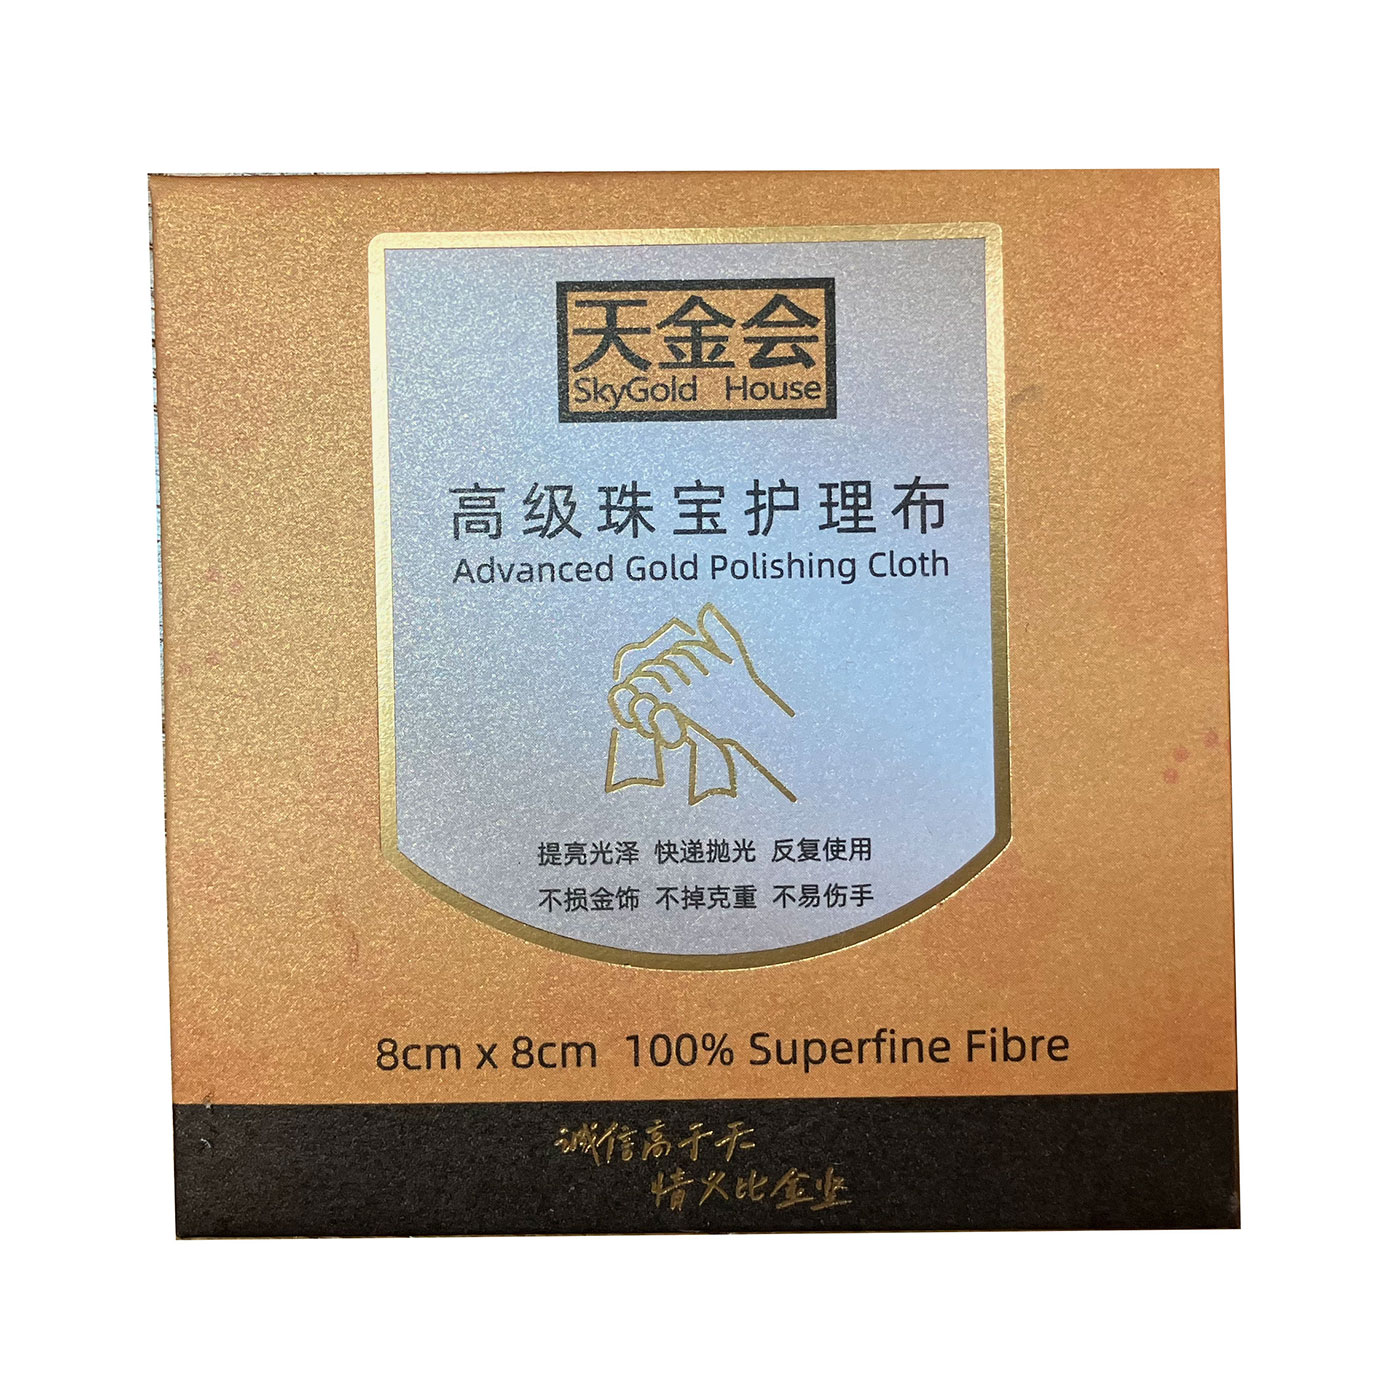 天金会
SkyGold House
高级珠宝护理布
Advanced Gold Polishing Cloth
提亮光泽 快递抛光 反复使用
不损金饰 不掉克重 不易伤手
8cm x 8cm 100% Superfine Fibre
诚信高于天
情义比金坚